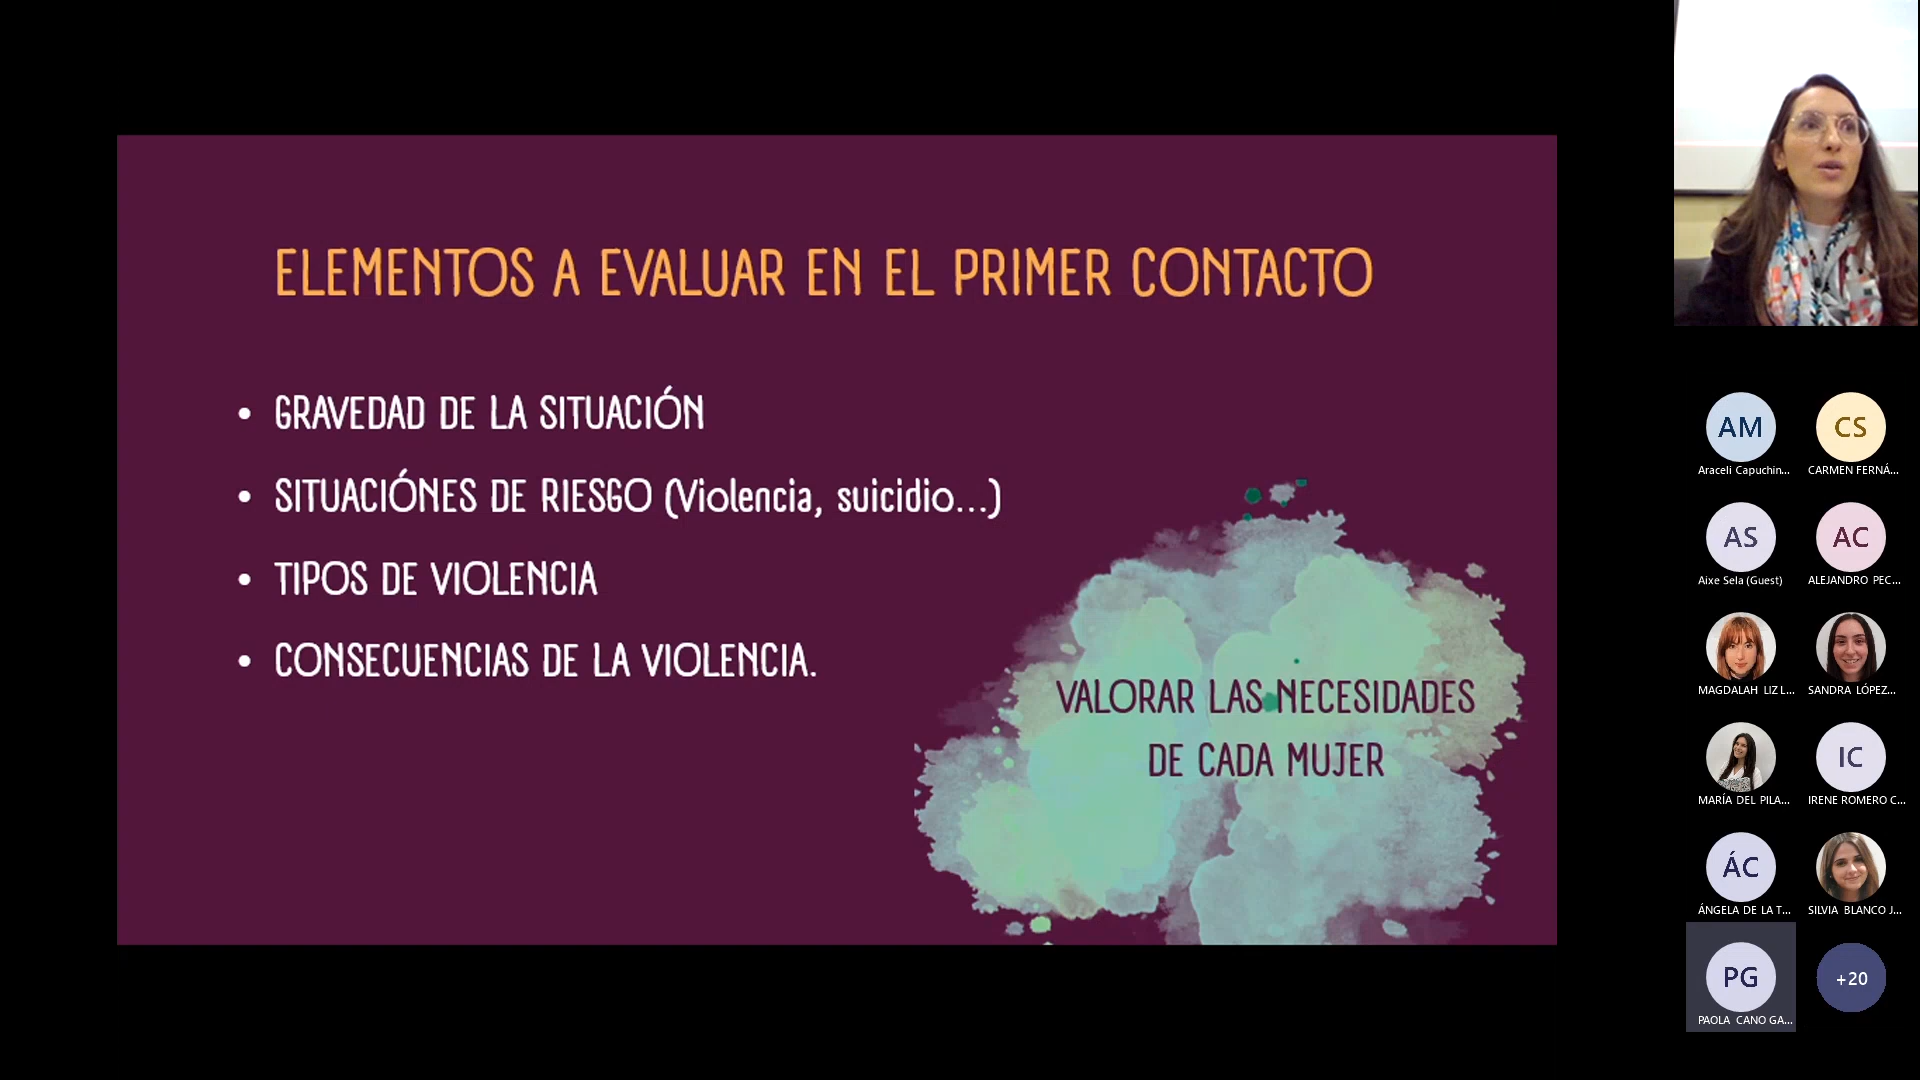 ELEMENTOS A EVALUAR EN EL PRIMER CONTACTO
• GRAVEDAD DE LA SITUACIÓN
• SITUACIÓNES DE RIESGO (Violencia, suicidio...)
• TIPOS DE VIOLENCIA
• CONSECUENCIAS DE LA VIOLENCIA.
VALORAR LAS NECESIDADES
DE CADA MUJER
AM
Araceli Capuchin...
CS
CARMEN FERNÁ...
AS
Aixe Sela (Guest)
AC
ALEJANDRO PEC...
MAGDALAH LIZ L...
SANDRA LÓPEZ...
MARÍA DEL PILA...
IC
IRENE ROMERO C...
ÁC
ÁNGELA DE LA T...
SILVIA BLANCO J...
PG
PAOLA CANO GA...
+20